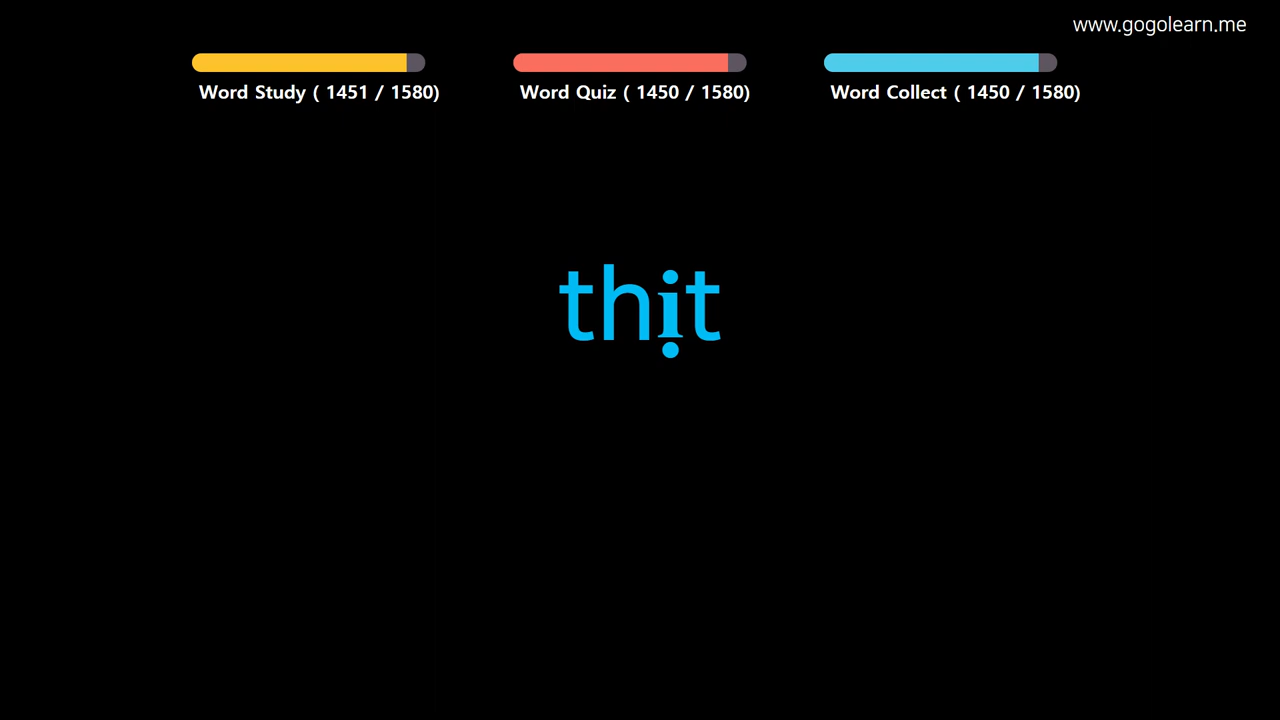 www.gogolearn.me
Word Study ( 1451 / 1580)
Word Quiz ( 1450 / 1580)
Word Collect ( 1450 / 1580)
thịt